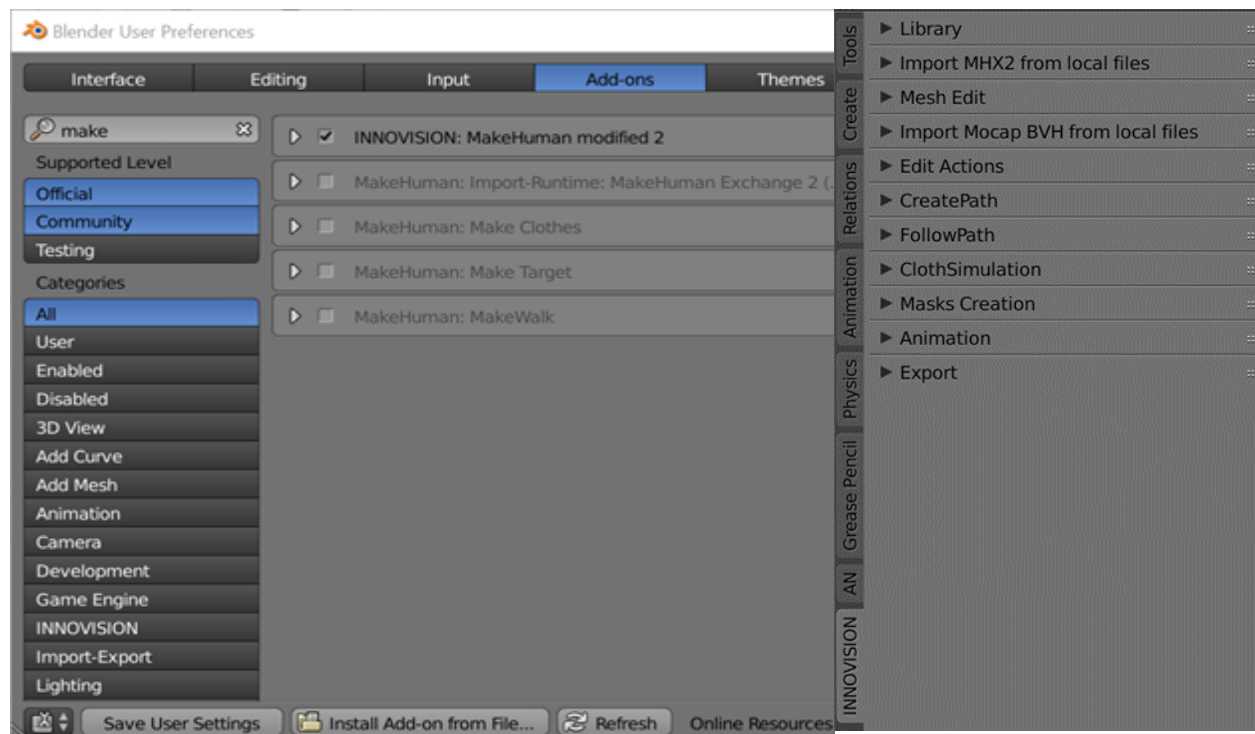 Blender User Preferences
Interface
Editing
Input
Add-ons
Themes
make
Supported Level
Official
Community
Testing
Categories
All
User
Enabled
Disabled
3D View
Add Curve
Add Mesh
Animation
Camera
Development
Game Engine
INNOVISION
Import-Export
Lighting
INNOVISION: MakeHuman modified 2
MakeHuman: Import-Runtime: MakeHuman Exchange 2 (.
MakeHuman: Make Clothes
MakeHuman: Make Target
MakeHuman: MakeWalk
Save User Settings
Install Add-on from File...
Refresh
Online Resources
Tools
Create
Relations
Animation
Physics
Grease Pencil
AN
INNOVISION
Library
Import MHX2 from local files
Mesh Edit
Import Mocap BVH from local files
Edit Actions
CreatePath
FollowPath
ClothSimulation
Masks Creation
Animation
Export